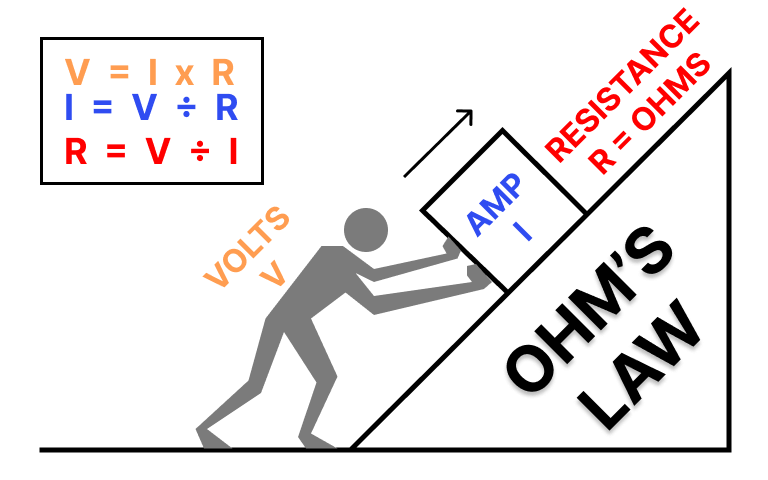 V = I x R
I = V ÷ R
R = V ÷ I
VOLTS
V
AMP
I
RESISTANCE
R = OHMS
OHM’S
LAW